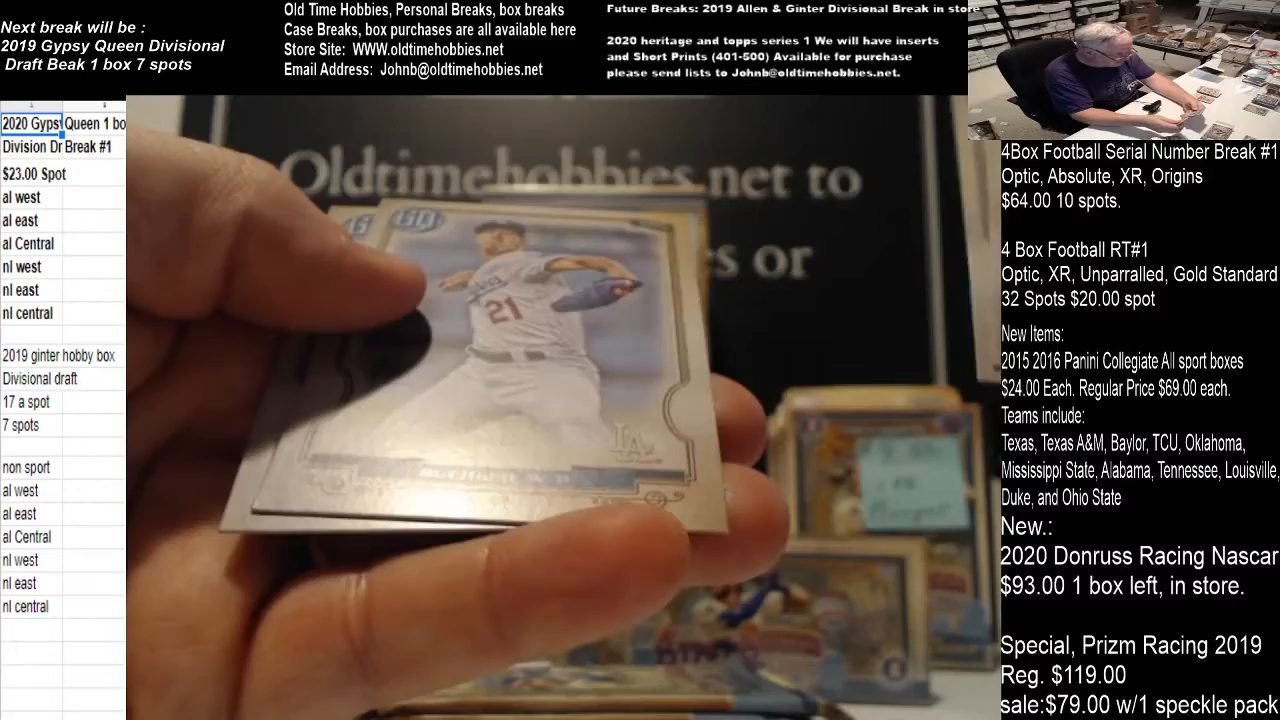 Next break will be :
2019 Gypsy Queen Divisional
Draft Beak 1 box 7 spots
Old Time Hobbies, Personal Breaks, box breaks
Case Breaks, box purchases are all available here
Store Site: WWW.oldtimehobbies.net
Email Address: Johnb@oldtimehobbies.net
Future Breaks: 2019 Allen & Ginter Divisional Break in store
2020 heritage and topps series 1 We will have inserts
and Short Prints (401-500) Available for purchase
please send lists to Johnb@oldtimehobbies.net.
2020 Gypsy Queen 1 bo
Division Dr Break #1
$23.00 Spot
al west
al east
al Central
nl west
nl east
nl central
2019 ginter hobby box
Divisional draft
17 a spot
7 spots
non sport
al west
al east
al Central
nl west
nl east
nl central
Oldtimehobbies.net to
es or
GQ
21
LA
4Box Football Serial Number Break #1
Optic, Absolute, XR, Origins
$64.00 10 spots.
4 Box Football RT#1
Optic, XR, Unparralled, Gold Standard
32 Spots $20.00 spot
New Items:
2015 2016 Panini Collegiate All sport boxes
$24.00 Each. Regular Price $69.00 each.
Teams include:
Texas, Texas A&M, Baylor, TCU, Oklahoma,
Mississippi State, Alabama, Tennessee, Louisville,
Duke, and Ohio State
New.:
2020 Donruss Racing Nascar
$93.00 1 box left, in store.
Special, Prizm Racing 2019
Reg. $119.00
sale:$79.00 w/1 speckle pack